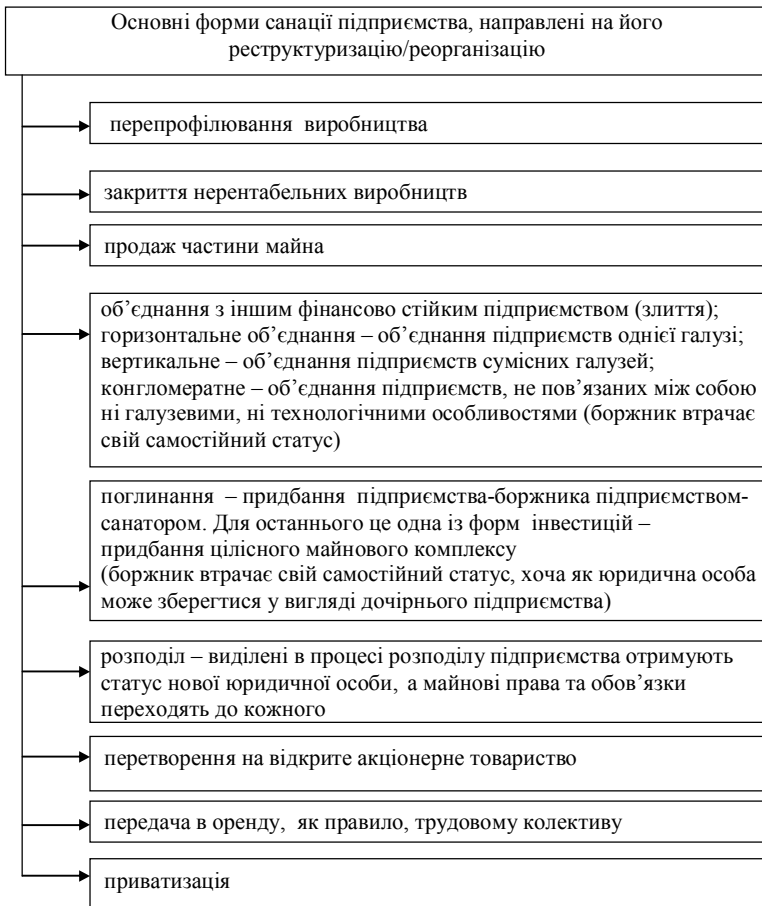 Основні форми санації підприємства, направлені на його
реструктуризацію/реорганізацію
перепрофілювання виробництва
закриття нерентабельних виробництв
продаж частини майна
об’єднання з іншим фінансово стійким підприємством (злиття);
горизонтальне об’єднання – об’єднання підприємств однієї галузі;
вертикальне – об’єднання підприємств сумісних галузей;
конгломератне – об’єднання підприємств, не пов’язаних між собою
ні галузевими, ні технологічними особливостями (боржник втрачає
свій самостійний статус)
поглинання – придбання підприємства-боржника підприємством-
санатором. Для останнього це одна із форм інвестицій –
придбання цілісного майнового комплексу
(боржник втрачає свій самостійний статус, хоча як юридична особа
може зберегтися у вигляді дочірнього підприємства)
розподіл – виділені в процесі розподілу підприємства отримують
статус нової юридичної особи, а майнові права та обов’язки
переходять до кожного
перетворення на відкрите акціонерне товариство
передача в оренду, як правило, трудовому колективу
приватизація